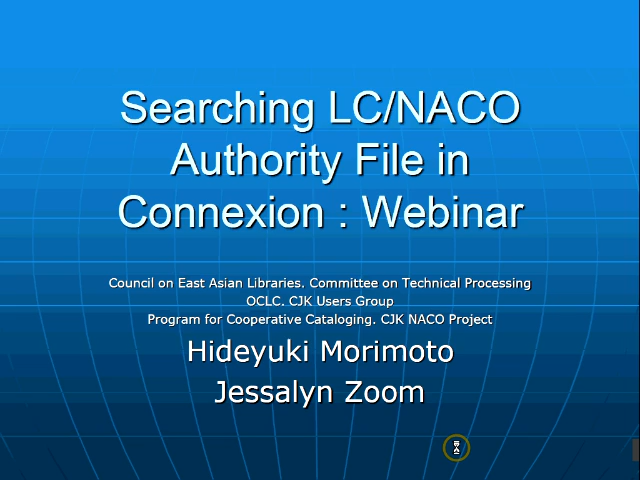 Searching LC/NACO
Authority File in
Connexion : Webinar
Council on East Asian Libraries. Committee on Technical Processing
OCLC. CJK Users Group
Program for Cooperative Cataloging. CJK NACO Project
Hideyuki Morimoto
Jessalyn Zoom